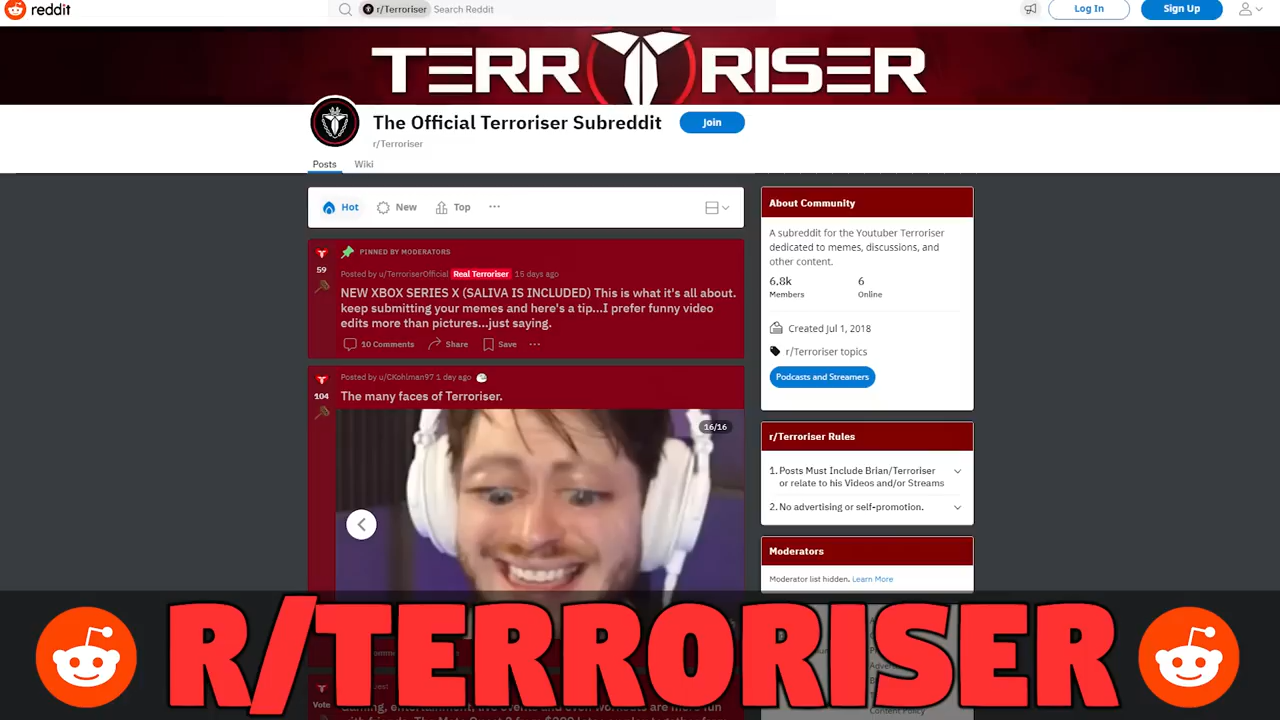 reddit
r/Terroriser
Search Reddit
Log In
Sign Up
TERRORISER
The Official Terroriser Subreddit
Join
r/Terroriser
Posts
Wiki
Hot
New
Top
...
PINNED BY MODERATORS
59
Posted by u/TerroriserOfficial Real Terroriser 15 days ago
NEW XBOX SERIES X (SALIVA IS INCLUDED) This is what it's all about.
keep submitting your memes and here's a tip...I prefer funny video
edits more than pictures...just saying.
10 Comments
Share
Save
...
Posted by u/CKohlman97 1 day ago
104
The many faces of Terroriser.
16/16
About Community
A subreddit for the Youtuber Terroriser
dedicated to memes, discussions, and
other content.
6.8k
6
Members
Online
Created Jul 1, 2018
r/Terroriser topics
Podcasts and Streamers
r/Terroriser Rules
1. Posts Must Include Brian/Terroriser
or relate to his Videos and/or Streams
2. No advertising or self-promotion.
Moderators
Moderator list hidden. Learn More
R/TERRORISER
Vote